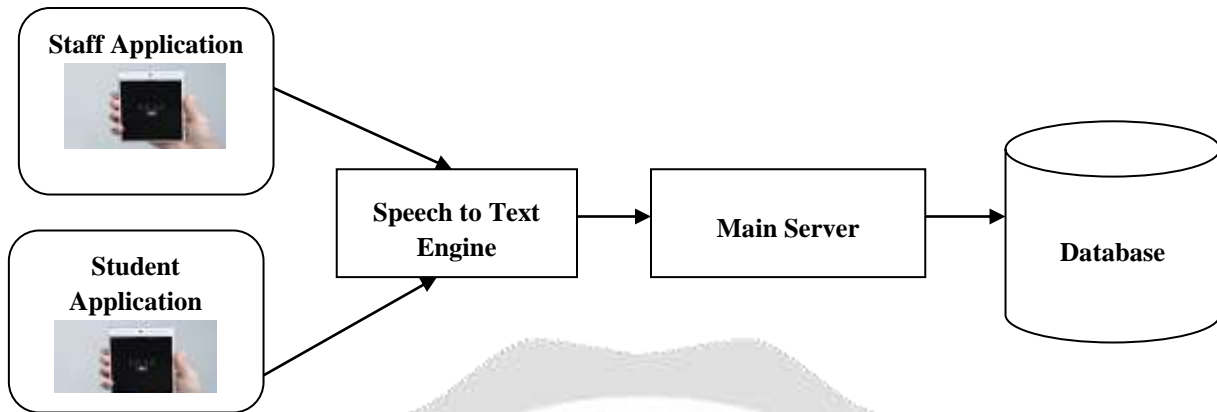 Staff Application
Student
Application
Speech to Text
Engine
Main Server
Database